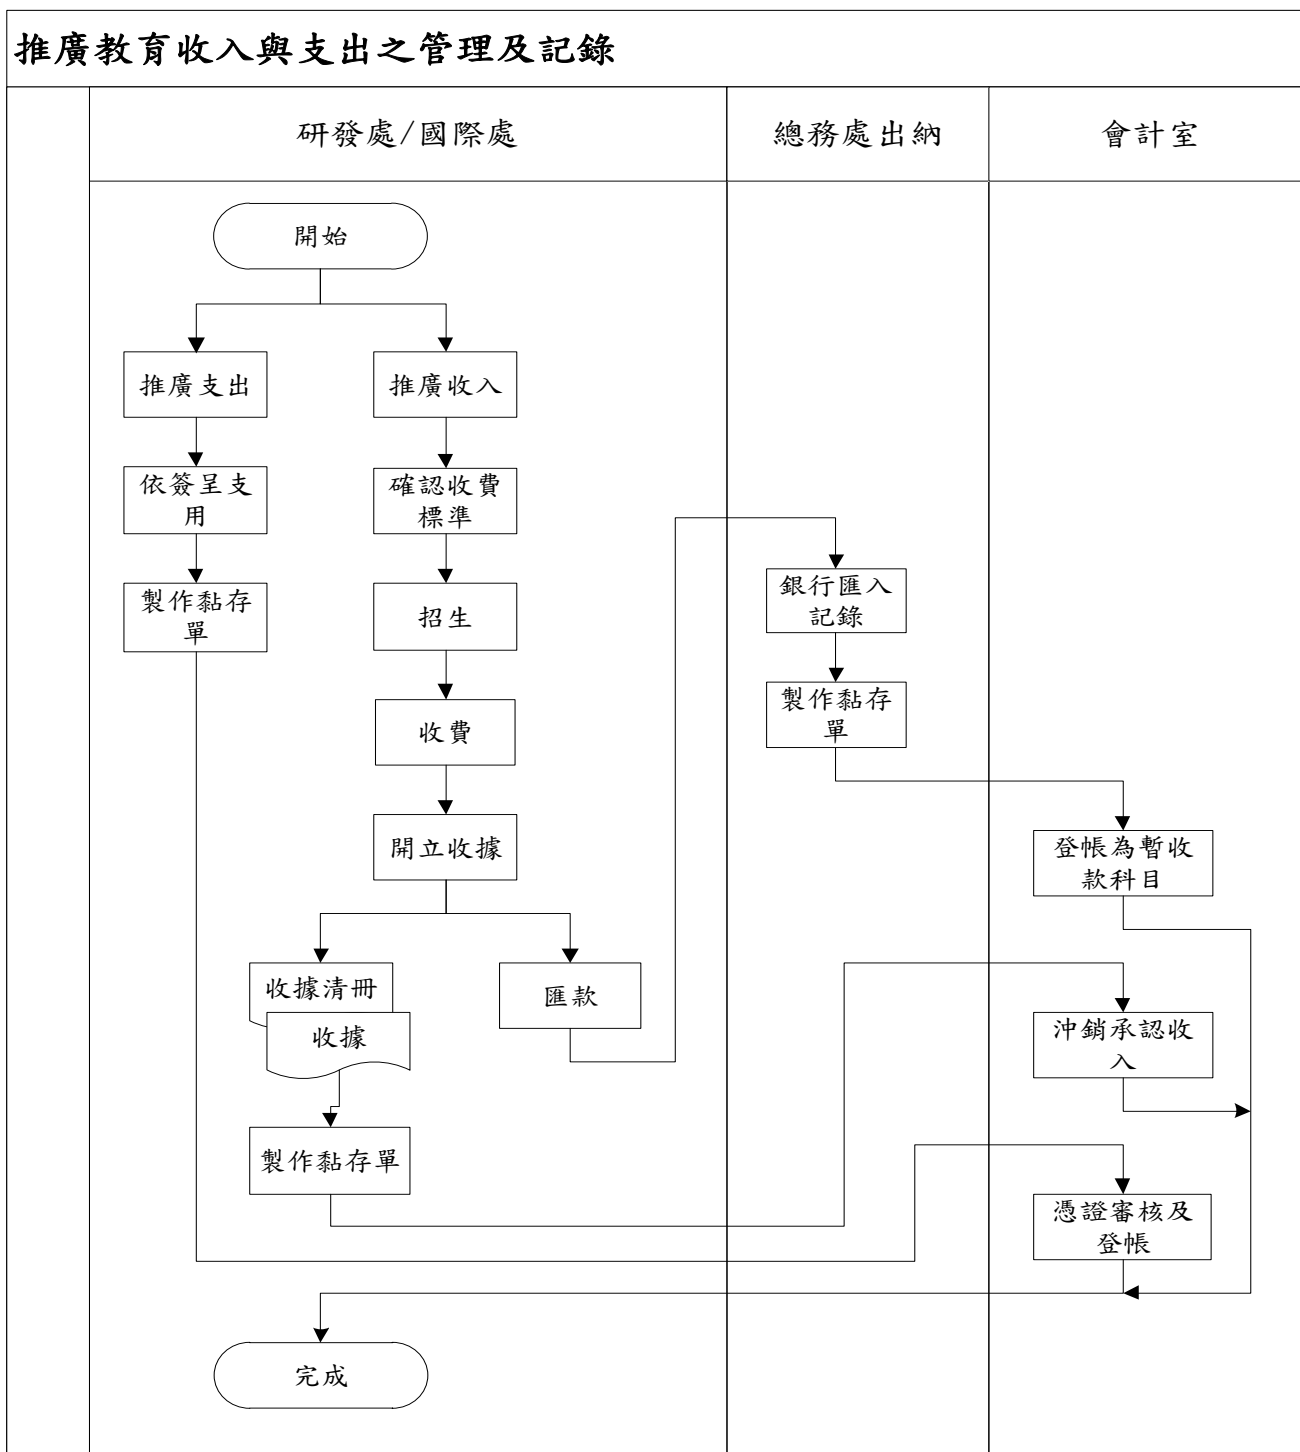 推廣教育收入與支出之管理及記錄
研發處/國際處
總務處出納
會計室
開始
推廣支出
推廣收入
依簽呈支
用
確認收費
標準
製作黏存
單
招生
銀行匯入
記錄
收費
製作黏存
單
開立收據
登帳為暫收
款科目
收據清冊
收據
匯款
沖銷承認收
入
製作黏存單
憑證審核及
登帳
完成